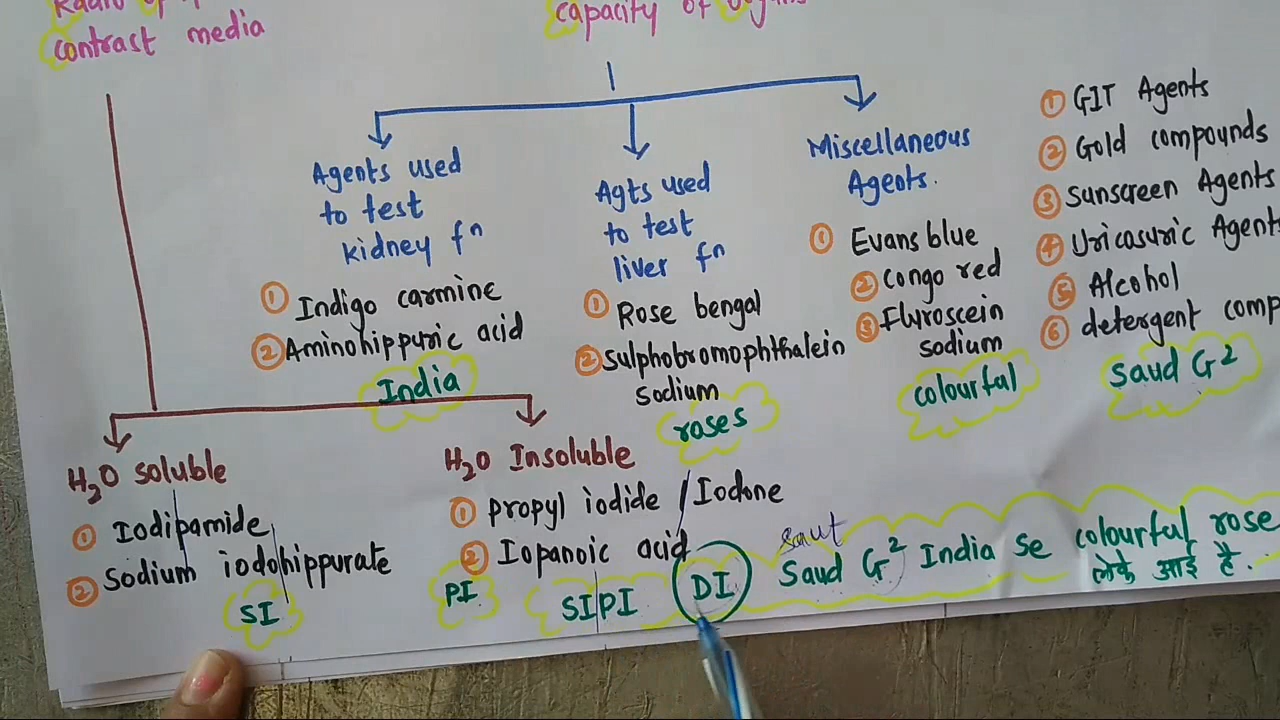 contrast media
capacity of
Agents used
to test
kidney fⁿ
① Indigo carmine
② Aminohippuric acid
India
Agts used
to test
liver fⁿ
① Rose bengal
② Sulphobromophthalein
sodium
roses
Miscellaneous
Agents.
① Evans blue
② Congo red
③ Fluroscein
sodium
colourful
① GIT Agents
② Gold compounds
③ Sunscreen Agents
④ Uricosuric Agent
⑤ Alcohol
⑥ detergent comp
Saud G²
H₂O soluble
① Iodipamide
② Sodium iodohippurate
SI
H₂O Insoluble
① propyl iodide / Iodone
② Iopanoic acid
PI
SIPI DI
saut
Saud G² India se colourful rose
लेके आई है.